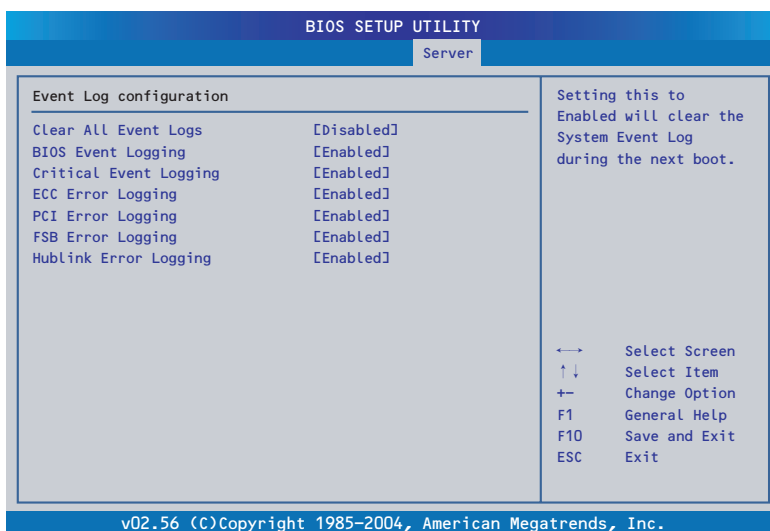 BIOS SETUP UTILITY
Server
Event Log configuration
Clear All Event Logs [Disabled]
BIOS Event Logging [Enabled]
Critical Event Logging [Enabled]
ECC Error Logging [Enabled]
PCI Error Logging [Enabled]
FSB Error Logging [Enabled]
Hublink Error Logging [Enabled]
Setting this to
Enabled will clear the
System Event Log
during the next boot.
←→ Select Screen
↑↓ Select Item
+- Change Option
F1 General Help
F10 Save and Exit
ESC Exit
v02.56 (C)Copyright 1985-2004, American Megatrends, Inc.